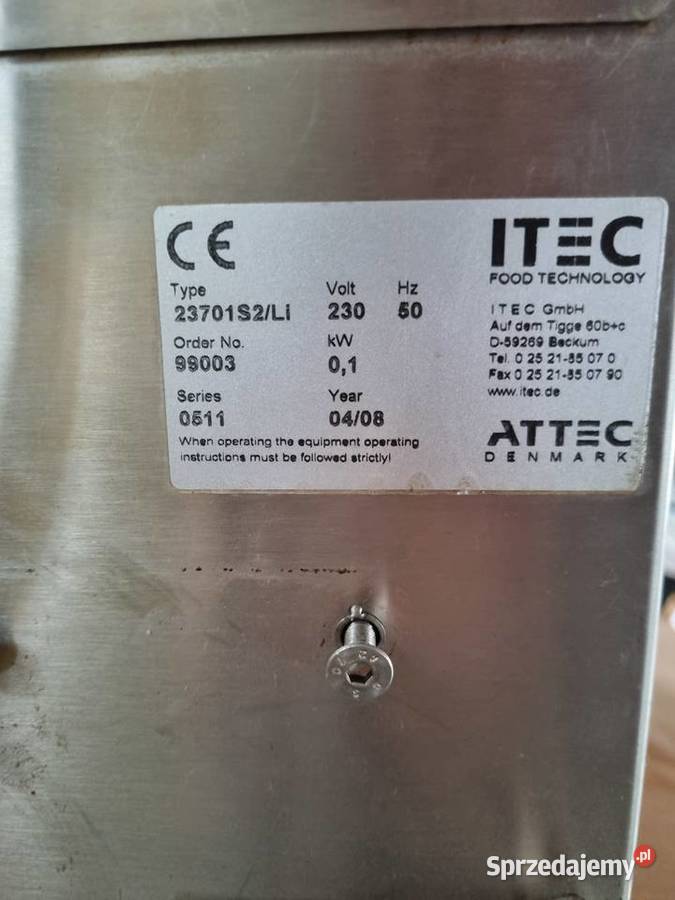 CE
Type Volt Hz
23701S2/Li 230 50
Order No. kW
99003 0,1
Series Year
0511 04/08
When operating the equipment operating
instructions must be followed strictly!
ITEC
FOOD TECHNOLOGY
ITEC GmbH
Auf dem Tigge 60b+c
D-59269 Beckum
Tel. 0 25 21-85 07 0
Fax 0 25 21-85 07 90
www.itec.de
ATTEC
DENMARK
Sprzedajemy.pl